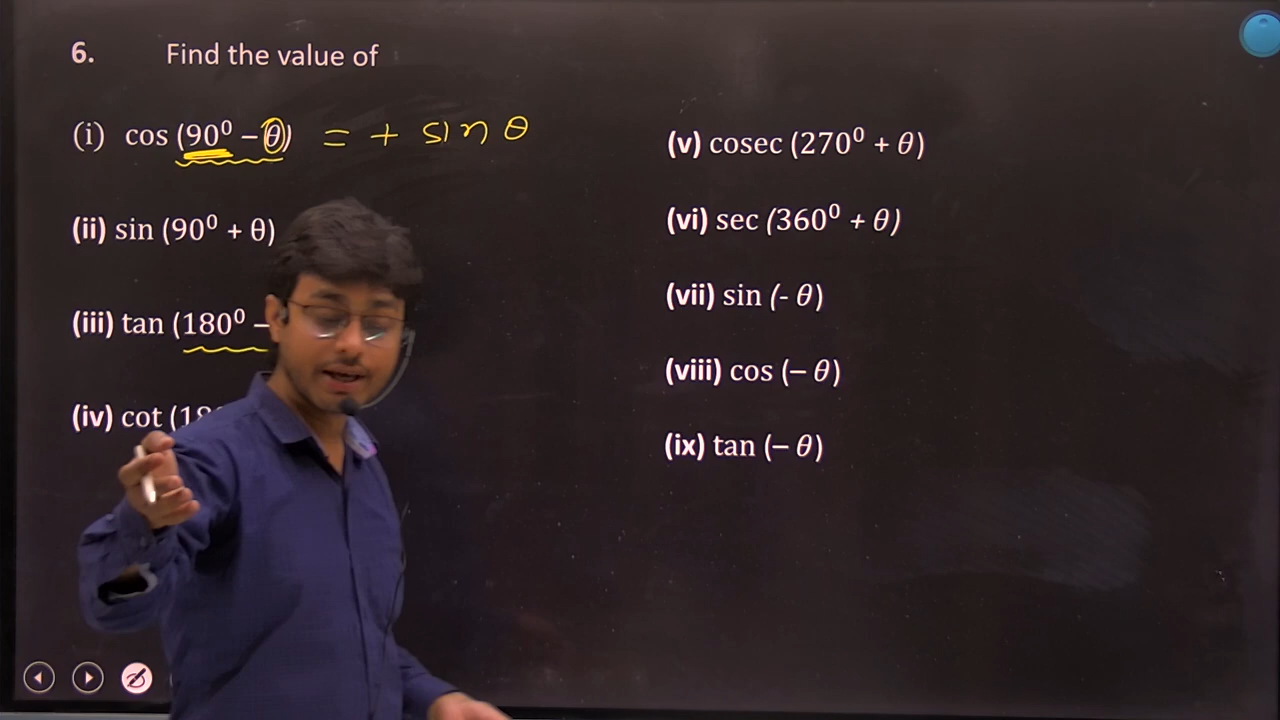 6. Find the value of
(i) cos (90⁰ – θ) = + sin θ
(ii) sin (90⁰ + θ)
(iii) tan (180⁰ –
(iv) cot (18
(v) cosec (270⁰ + θ)
(vi) sec (360⁰ + θ)
(vii) sin (- θ)
(viii) cos (– θ)
(ix) tan (– θ)